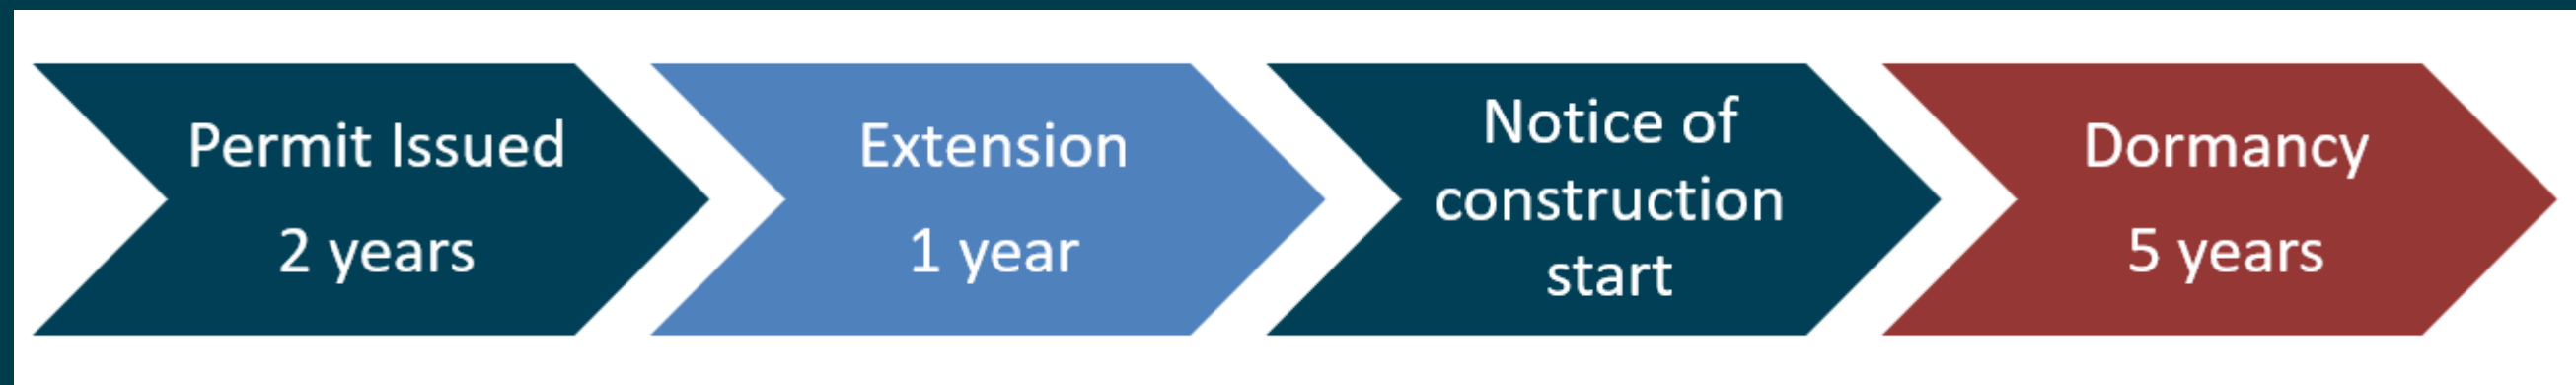 Permit Issued
2 years
Extension
1 year
Notice of
construction
start
Dormancy
5 years